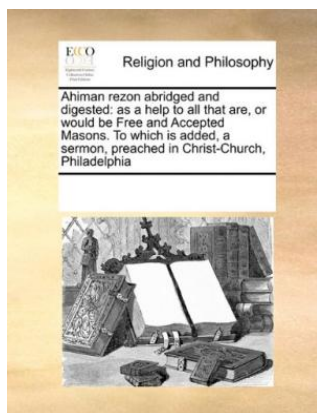 ECCO
Religion and Philosophy
Ahiman rezon abridged and
digested: as a help to all that are, or
would be Free and Accepted
Masons. To which is added, a
sermon, preached in Christ-Church,
Philadelphia